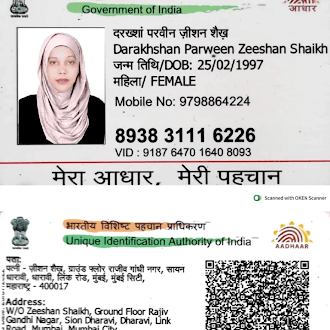 Government of India
आधार
दरखशां परवीन ज़ीशान शैख़
Darakhshan Parween Zeeshan Shaikh
जन्म तिथि/DOB: 25/02/1997
महिला/ FEMALE
Mobile No: 9798864224
8938 3111 6226
VID : 9187 6470 1640 8093
मेरा आधार, मेरी पहचान
Scanned with OKEN Scanner
भारतीय विशिष्ट पहचान प्राधिकरण
Unique Identification Authority of India
AADHAAR
पता:
पत्नी - ज़ीशान शैख़, ग्राउंड फ्लोर राजीव गांधी नगर, सायन
धारावी, धारावी, लिंक रोड, मुंबई, मुंबई सिटी,
महाराष्ट्र - 400017
Address:
W/O Zeeshan Shaikh, Ground Floor Rajiv
Gandhi Nagar, Sion Dharavi, Dharavi, Link
Road, Mumbai, Mumbai City